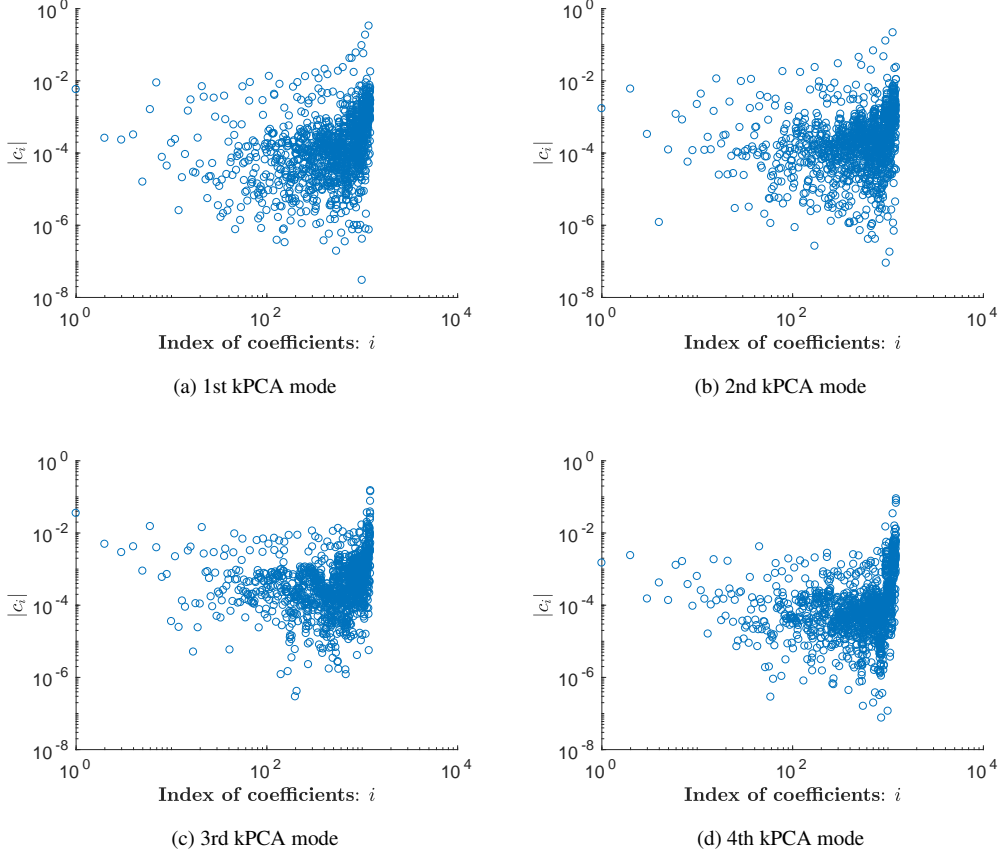 10^0
10^-2
10^-4
10^-6
10^-8
|c_i|
10^0 10^2 10^4
Index of coefficients: i
(a) 1st kPCA mode
10^0
10^-2
10^-4
10^-6
10^-8
|c_i|
10^0 10^2 10^4
Index of coefficients: i
(b) 2nd kPCA mode
10^0
10^-2
10^-4
10^-6
10^-8
|c_i|
10^0 10^2 10^4
Index of coefficients: i
(c) 3rd kPCA mode
10^0
10^-2
10^-4
10^-6
10^-8
|c_i|
10^0 10^2 10^4
Index of coefficients: i
(d) 4th kPCA mode